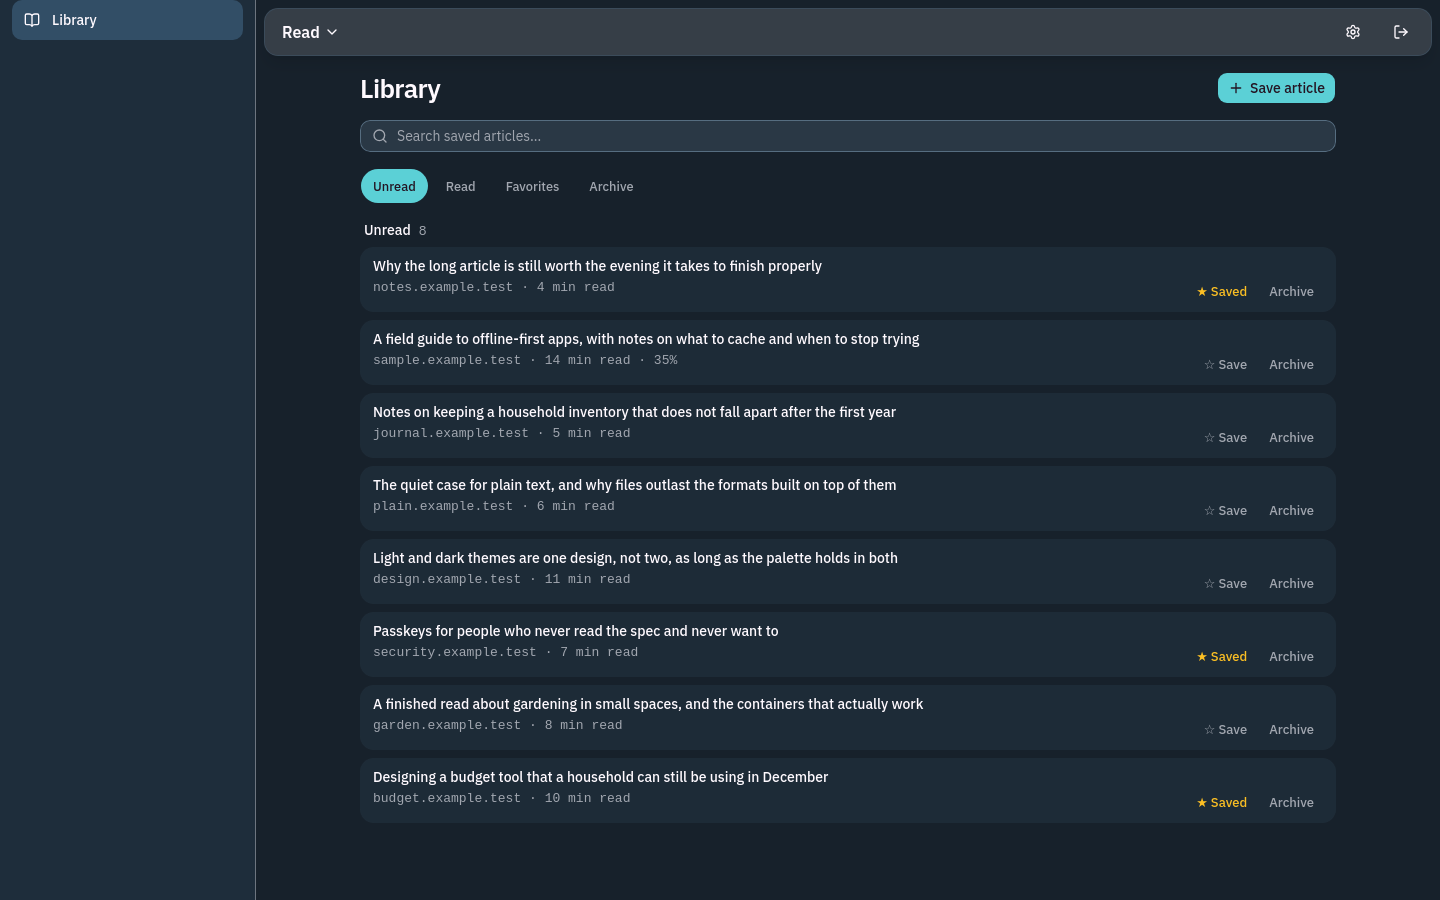 Library
Read
Library
Save article
Search saved articles...
Unread
Read
Favorites
Archive
Unread 8
Why the long article is still worth the evening it takes to finish properly
notes.example.test · 4 min read
★ Saved
Archive
A field guide to offline-first apps, with notes on what to cache and when to stop trying
sample.example.test · 14 min read · 35%
☆ Save
Archive
Notes on keeping a household inventory that does not fall apart after the first year
journal.example.test · 5 min read
☆ Save
Archive
The quiet case for plain text, and why files outlast the formats built on top of them
plain.example.test · 6 min read
☆ Save
Archive
Light and dark themes are one design, not two, as long as the palette holds in both
design.example.test · 11 min read
☆ Save
Archive
Passkeys for people who never read the spec and never want to
security.example.test · 7 min read
★ Saved
Archive
A finished read about gardening in small spaces, and the containers that actually work
garden.example.test · 8 min read
☆ Save
Archive
Designing a budget tool that a household can still be using in December
budget.example.test · 10 min read
★ Saved
Archive